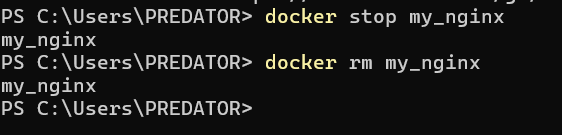 PS C:\Users\PREDATOR> docker stop my_nginx
my_nginx
PS C:\Users\PREDATOR> docker rm my_nginx
my_nginx
PS C:\Users\PREDATOR>